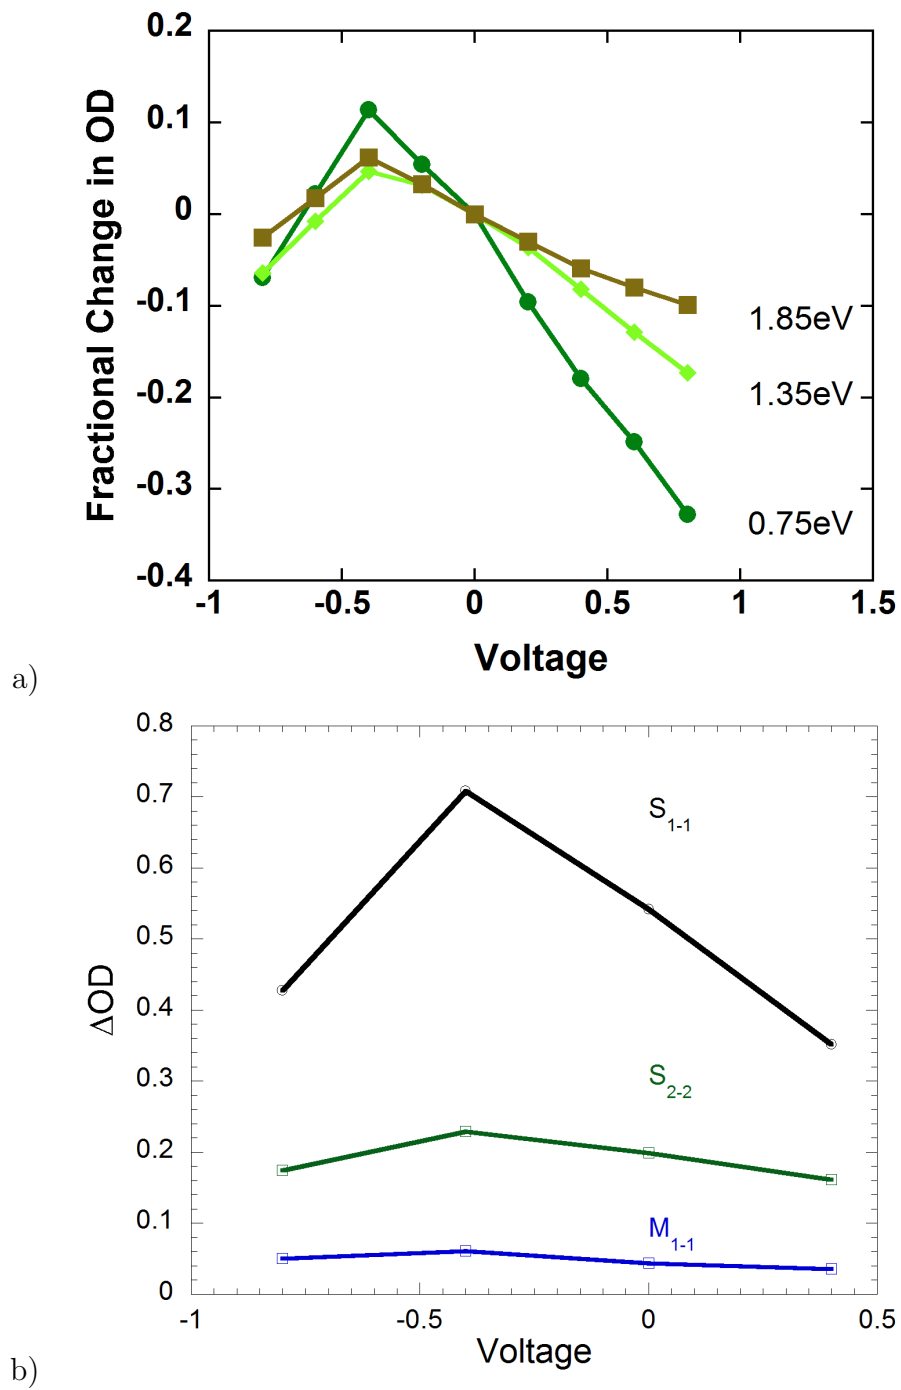 0.2
0.1
0
-0.1
-0.2
-0.3
-0.4
Fractional Change in OD
1.85eV
1.35eV
0.75eV
-1 -0.5 0 0.5 1 1.5
Voltage
a)
0.8
0.7
0.6
0.5
0.4
0.3
0.2
0.1
0
ΔOD
S1-1
S2-2
M1-1
-1 -0.5 0 0.5
Voltage
b)